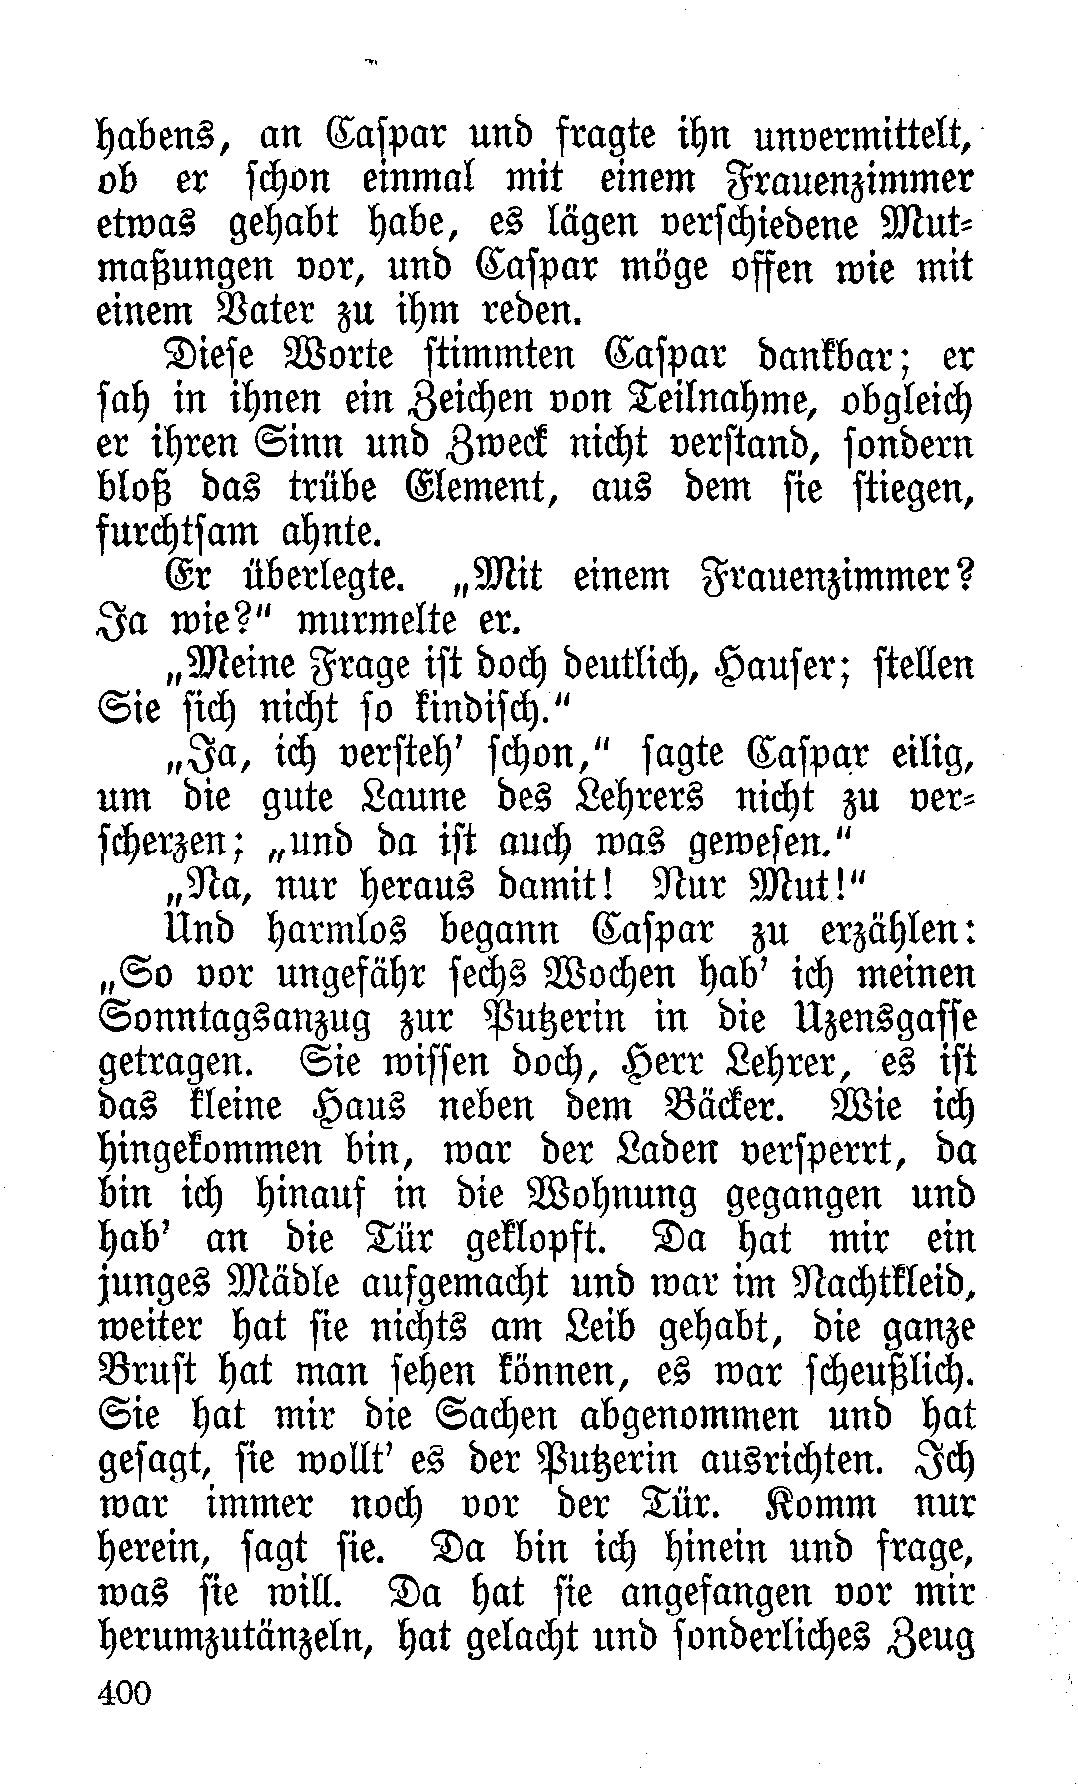 habens, an Caspar und fragte ihn unvermittelt,
ob er schon einmal mit einem Frauenzimmer
etwas gehabt habe, es lägen verschiedene Mut-
maßungen vor, und Caspar möge offen wie mit
einem Vater zu ihm reden.
Diese Worte stimmten Caspar dankbar; er
sah in ihnen ein Zeichen von Teilnahme, obgleich
er ihren Sinn und Zweck nicht verstand, sondern
bloß das trübe Element, aus dem sie stiegen,
furchtsam ahnte.
Er überlegte. „Mit einem Frauenzimmer?
Ja wie?" murmelte er.
„Meine Frage ist doch deutlich, Hauser; stellen
Sie sich nicht so kindisch."
„Ja, ich versteh' schon," sagte Caspar eilig,
um die gute Laune des Lehrers nicht zu ver-
scherzen; „und da ist auch was gewesen."
„Na, nur heraus damit! Nur Mut!"
Und harmlos begann Caspar zu erzählen:
„So vor ungefähr sechs Wochen hab' ich meinen
Sonntagsanzug zur Putzerin in die Uzensgasse
getragen. Sie wissen doch, Herr Lehrer, es ist
das kleine Haus neben dem Bäcker. Wie ich
hingekommen bin, war der Laden versperrt, da
bin ich hinauf in die Wohnung gegangen und
hab' an die Tür geklopft. Da hat mir ein
junges Mädle aufgemacht und war im Nachtkleid,
weiter hat sie nichts am Leib gehabt, die ganze
Brust hat man sehen können, es war scheußlich.
Sie hat mir die Sachen abgenommen und hat
gesagt, sie wollt' es der Putzerin ausrichten. Ich
war immer noch vor der Tür. Komm nur
herein, sagt sie. Da bin ich hinein und frage,
was sie will. Da hat sie angefangen vor mir
herumzutänzeln, hat gelacht und sonderliches Zeug
400